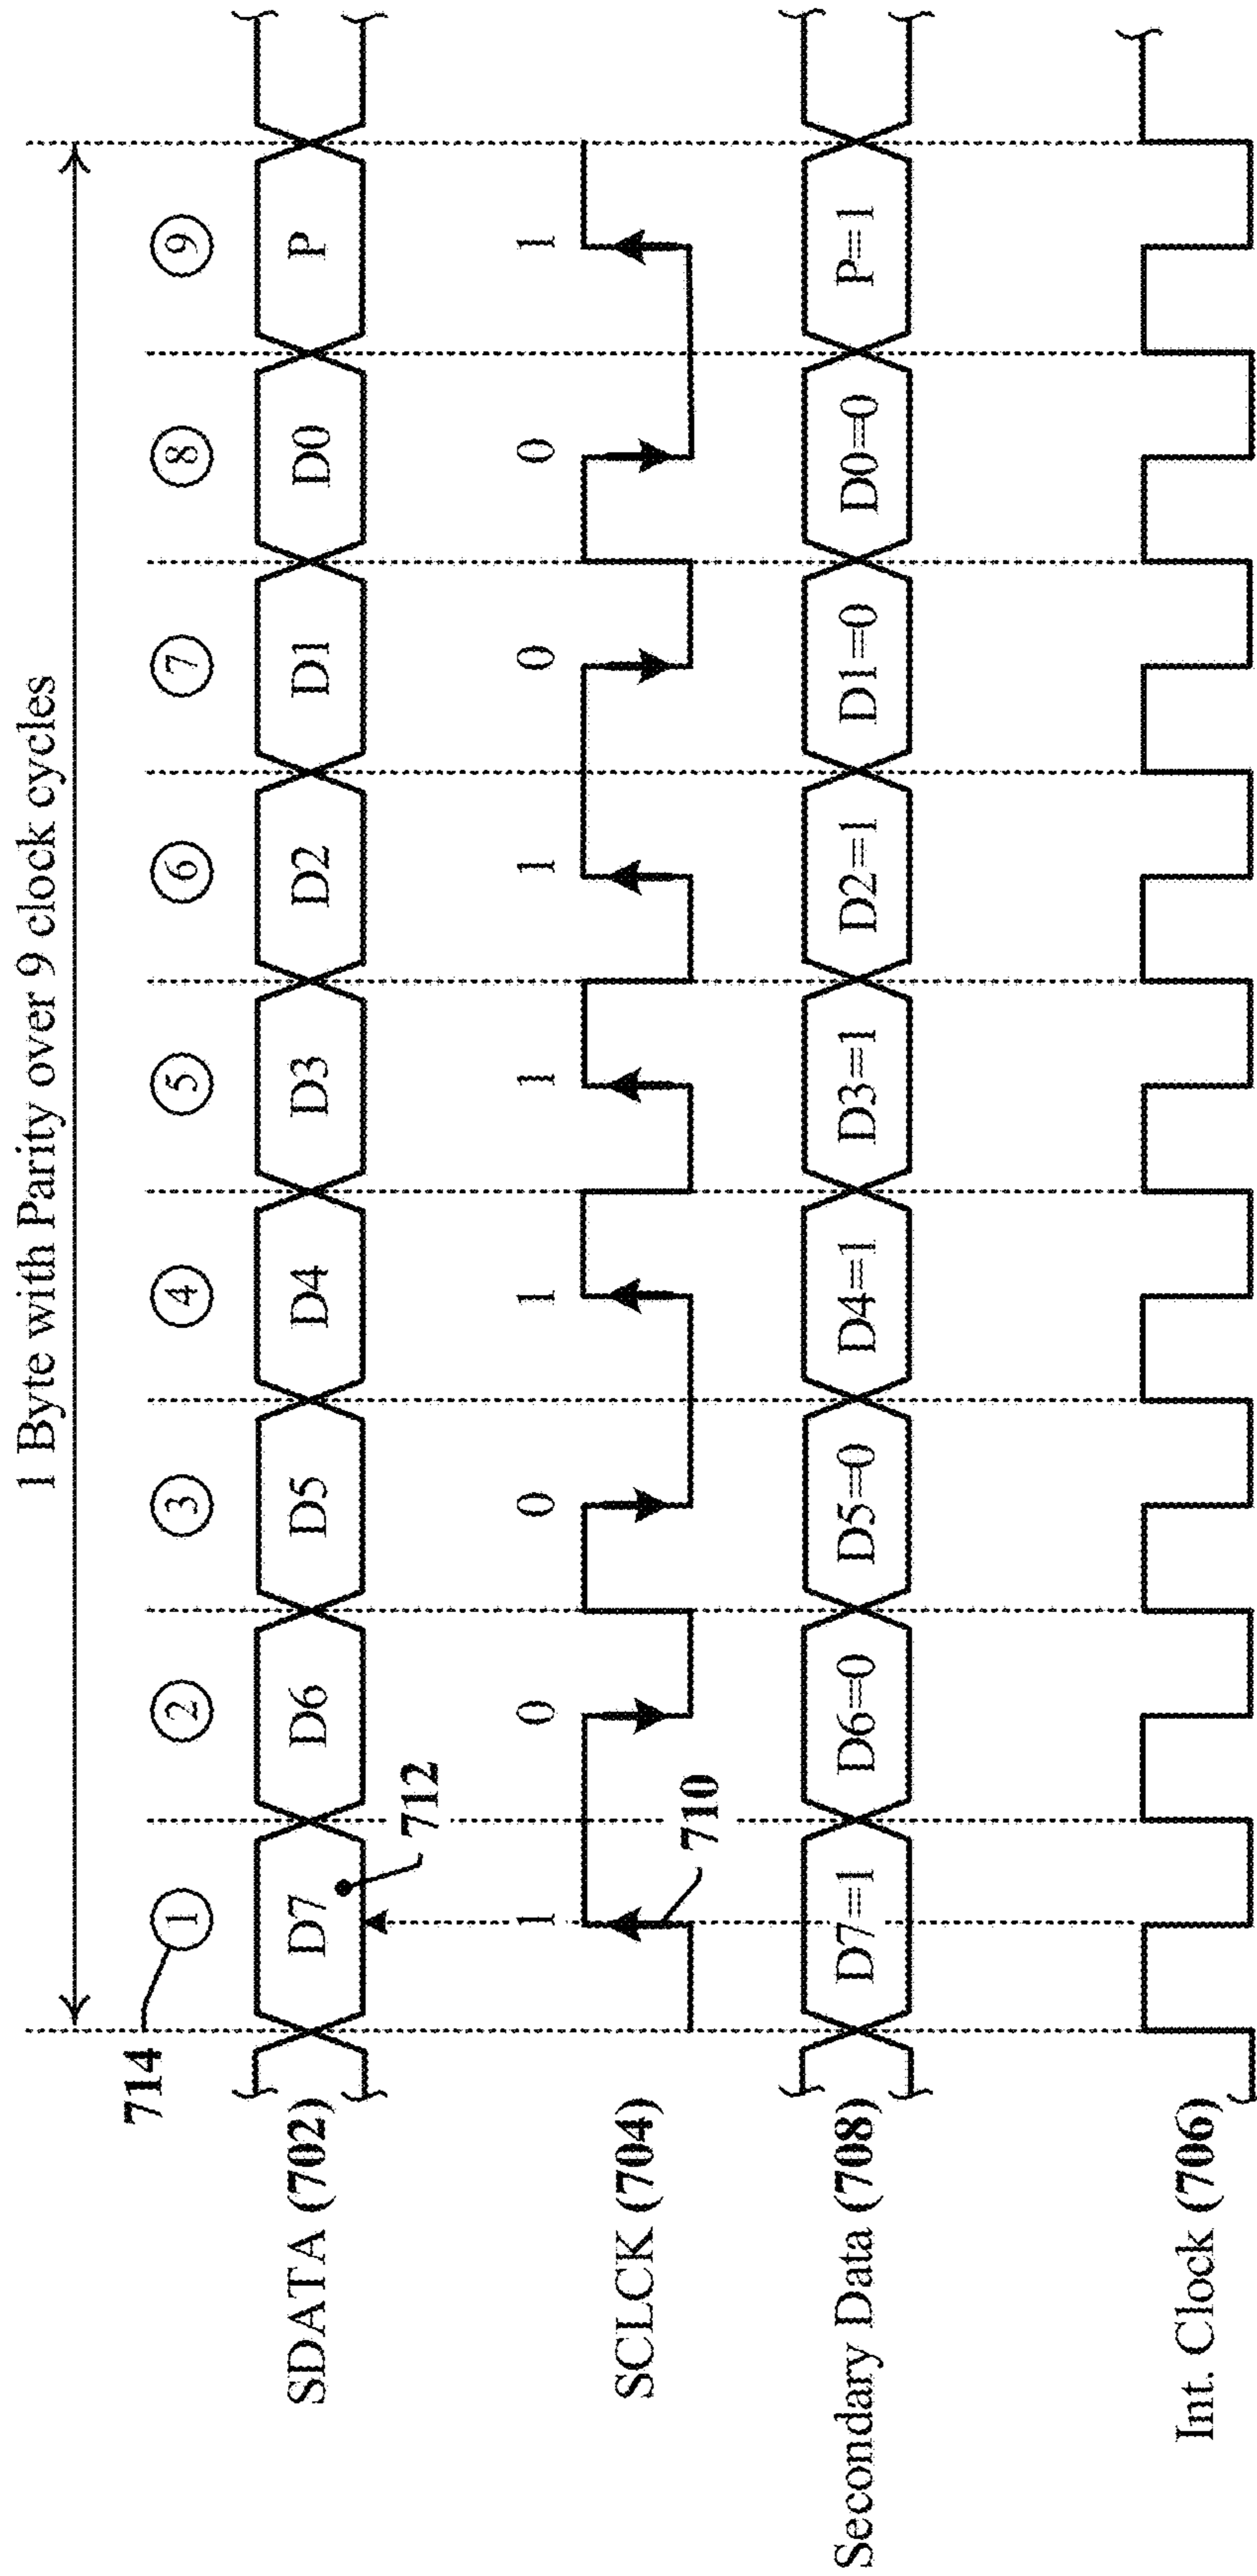 1 Byte with Parity over 9 clock cycles
714
1 2 3 4 5 6 7 8 9
SDATA (702) D7 D6 D5 D4 D3 D2 D1 D0 P
712
SCLCK (704) 1 0 0 1 1 1 0 0 1
710
Secondary Data (708) D7=1 D6=0 D5=0 D4=1 D3=1 D2=1 D1=0 D0=0 P=1
Int. Clock (706)